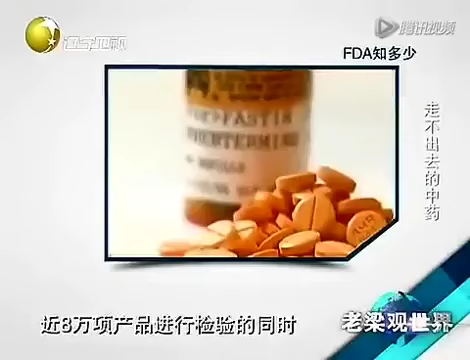 辽宁卫视
腾讯视频
FDA知多少
走不出去的中药
PHENTERMINE
近8万项产品进行检验的同时
老梁观世界